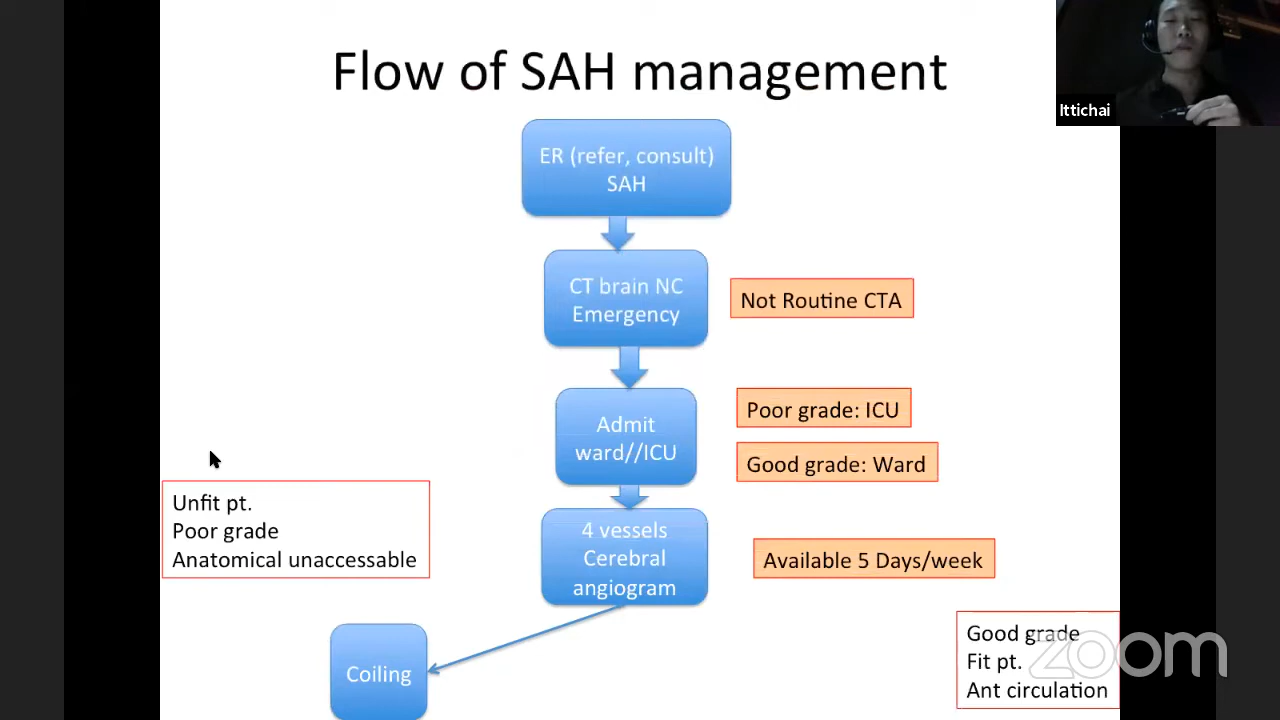 Flow of SAH management
Ittichai
ER (refer, consult)
SAH
CT brain NC
Emergency
Not Routine CTA
Admit
ward//ICU
Poor grade: ICU
Good grade: Ward
Unfit pt.
Poor grade
Anatomical unaccessable
4 vessels
Cerebral
angiogram
Available 5 Days/week
Coiling
Good grade
Fit pt.
Ant circulation
zoom